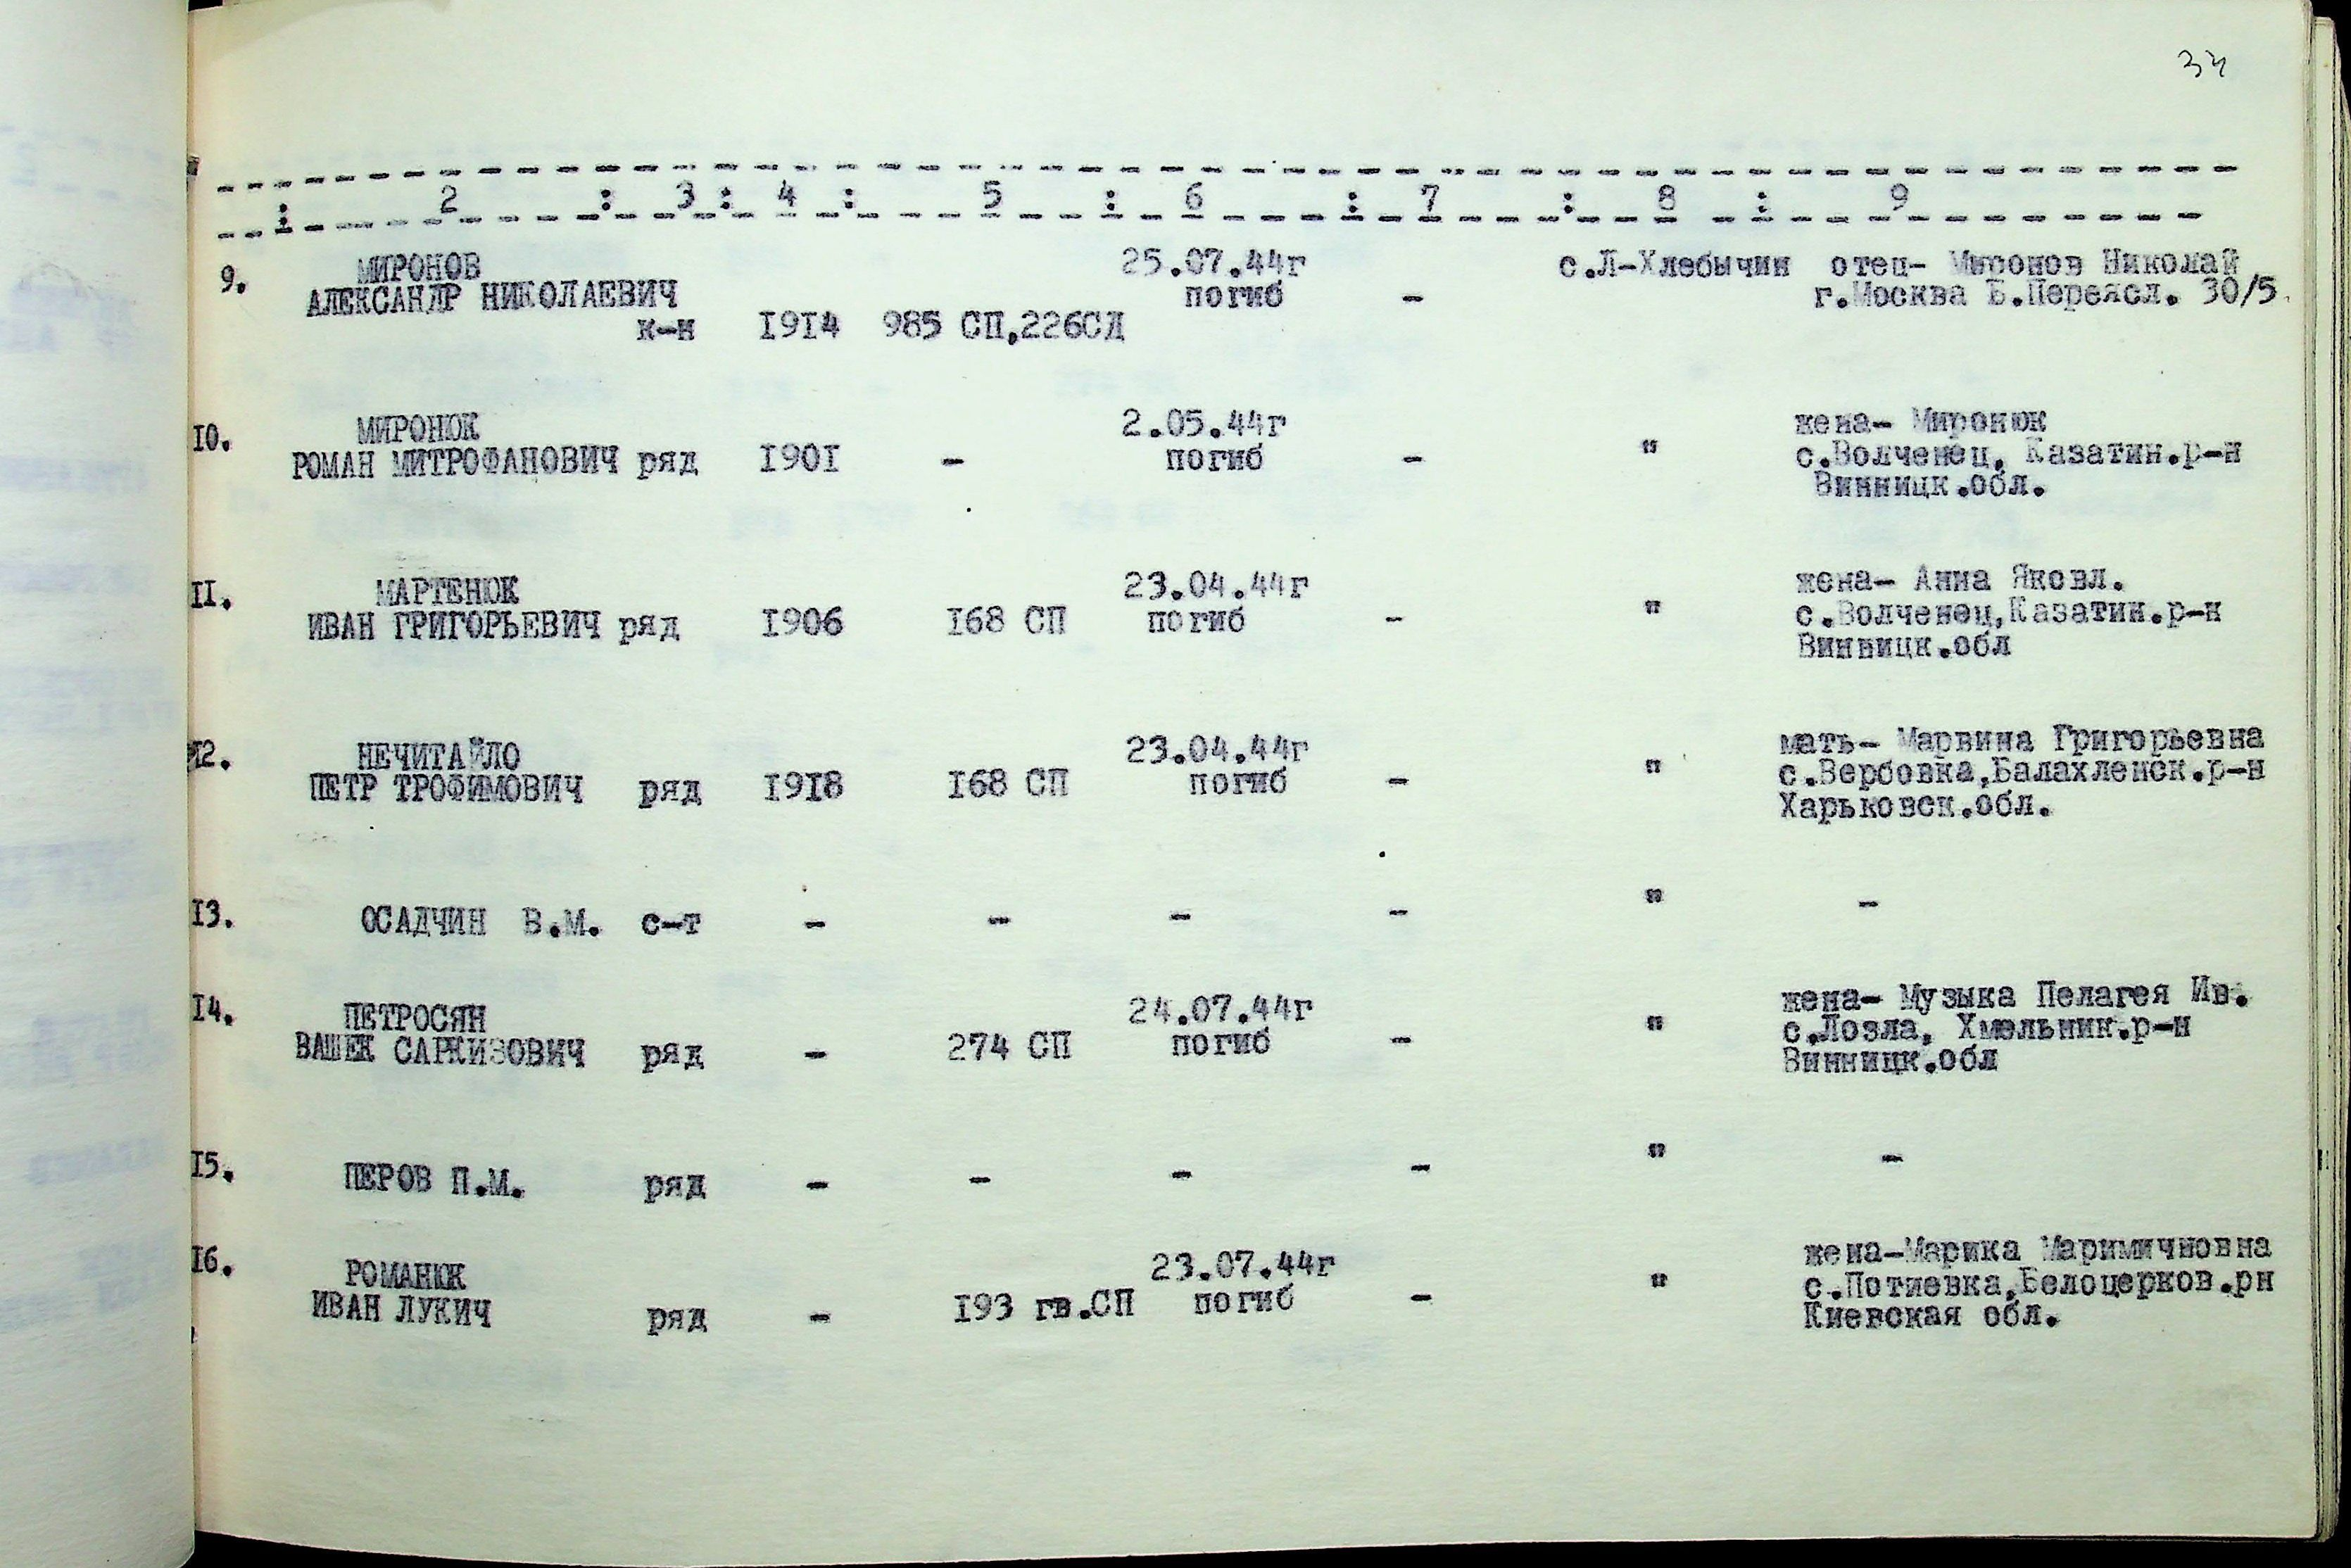 34
: 2 : 3 : 4 : 5 : 6 : 7 : 8 : 9
9. МИРОНОВ 25.07.44г с.Л-Хлебычин отец- Миронов Николай
АЛЕКСАНДР НИКОЛАЕВИЧ погиб - г.Москва Б.Переясл. 30/5.
к-н 1914 985 СП,226СД
10. МИРОНЮК 2.05.44г жена- Миронюк
РОМАН МИТРОФАНОВИЧ ряд 1901 - погиб - " с.Волченец, Казатин.р-н
Винницк.обл.
11. МАРТЕНЮК 23.04.44г жена- Анна Яковл.
ИВАН ГРИГОРЬЕВИЧ ряд 1906 168 СП погиб - " с.Волченец,Казатин.р-н
Винницк.обл
12. НЕЧИТАЙЛО 23.04.44г мать- Марвина Григорьевна
ПЕТР ТРОФИМОВИЧ ряд 1918 168 СП погиб - " с.Вербовка,Балахленск.р-н
Харьковск.обл.
13. ОСАДЧИН В.М. с-т - - - - " -
14. ПЕТРОСЯН 24.07.44г жена- Музыка Пелагея Ив.
ВАШЕК САРКИЗОВИЧ ряд - 274 СП погиб - " с.Лозла, Хмельник.р-н
Винницк.обл
15. ПЕРОВ П.М. ряд - - - - " -
16. РОМАНЮК 23.07.44г жена-Марика Маримичновна
ИВАН ЛУКИЧ ряд - 193 гв.СП погиб - " с.Потиевка,Белоцерков.рн
Киевская обл.